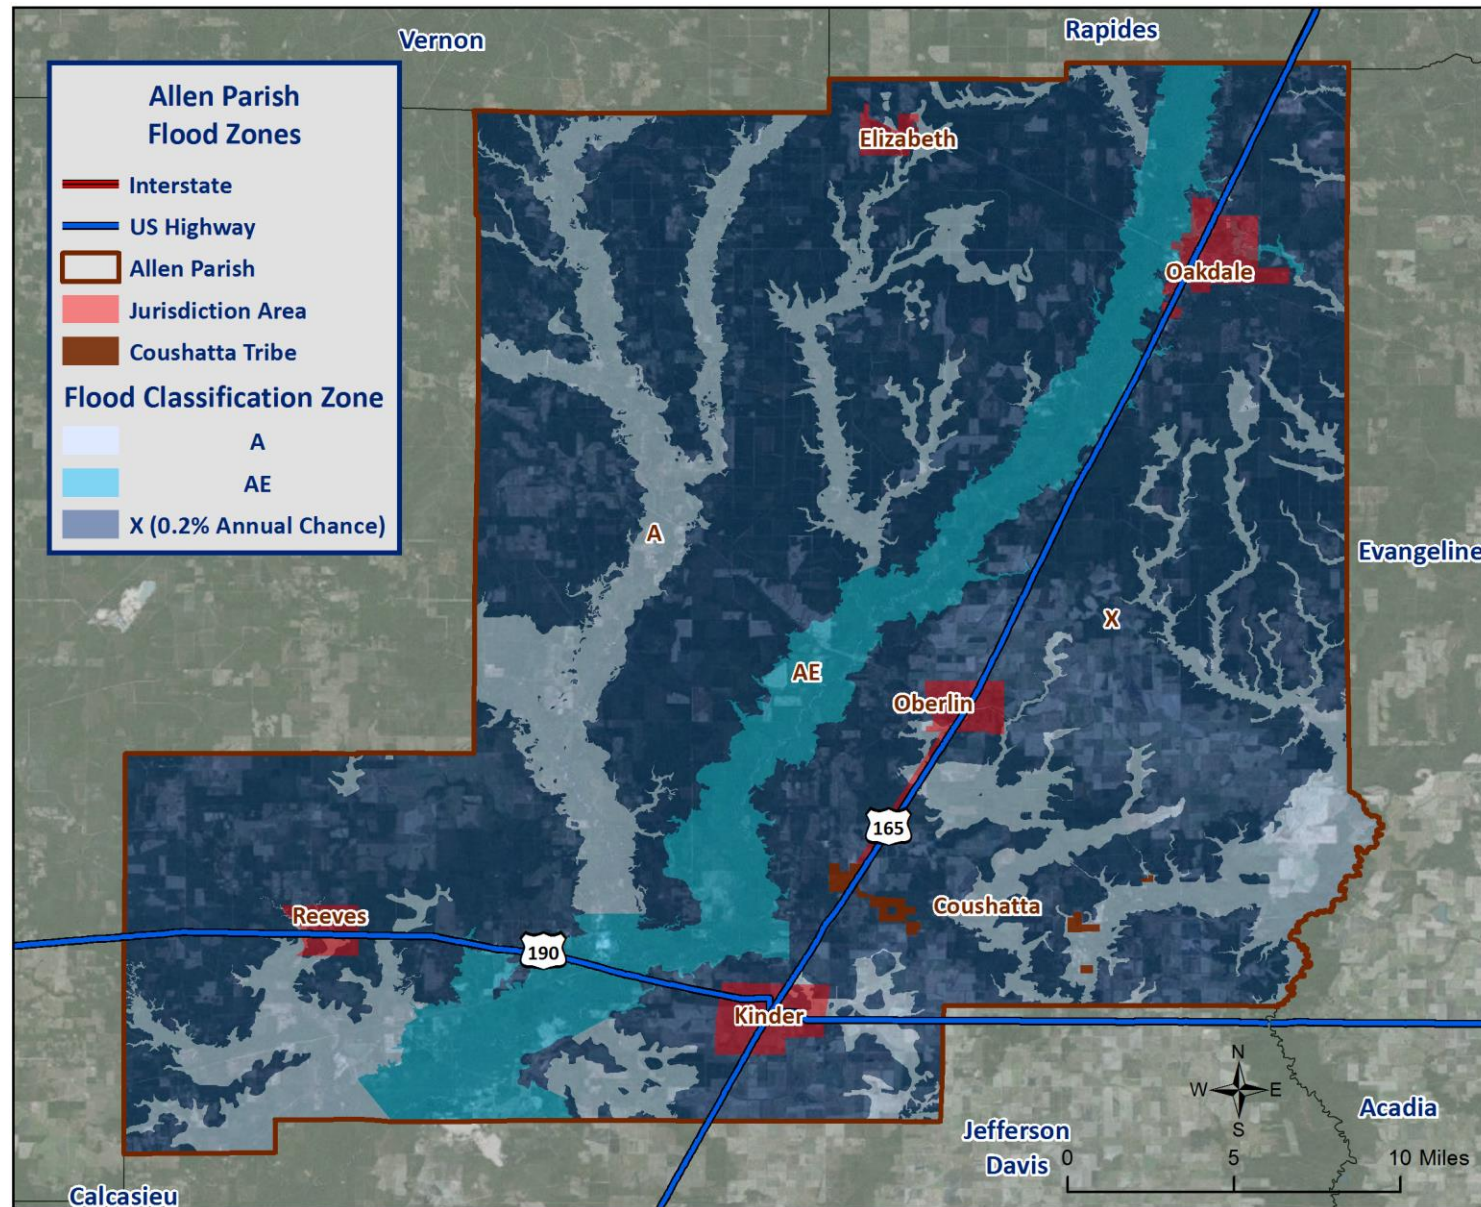 Vernon
Rapides
Allen Parish
Flood Zones
Interstate
US Highway
Allen Parish
Jurisdiction Area
Coushatta Tribe
Flood Classification Zone
A
AE
X (0.2% Annual Chance)
Elizabeth
Oakdale
A
Evangeline
X
AE
Oberlin
165
Reeves
Coushatta
190
Kinder
N
W
E
S
Jefferson
Davis
Acadia
0
5
10 Miles
Calcasieu